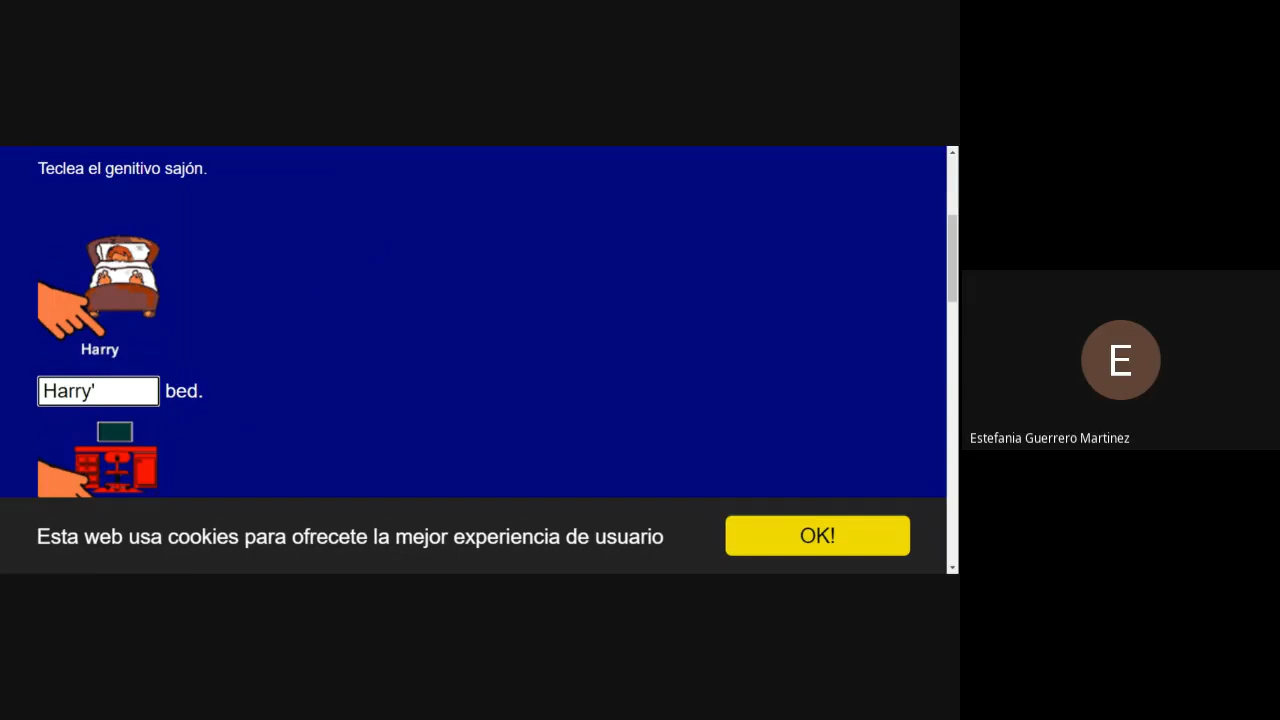 Teclea el genitivo sajón.
Harry
Harry' bed.
Esta web usa cookies para ofrecete la mejor experiencia de usuario
OK!
E
Estefania Guerrero Martinez